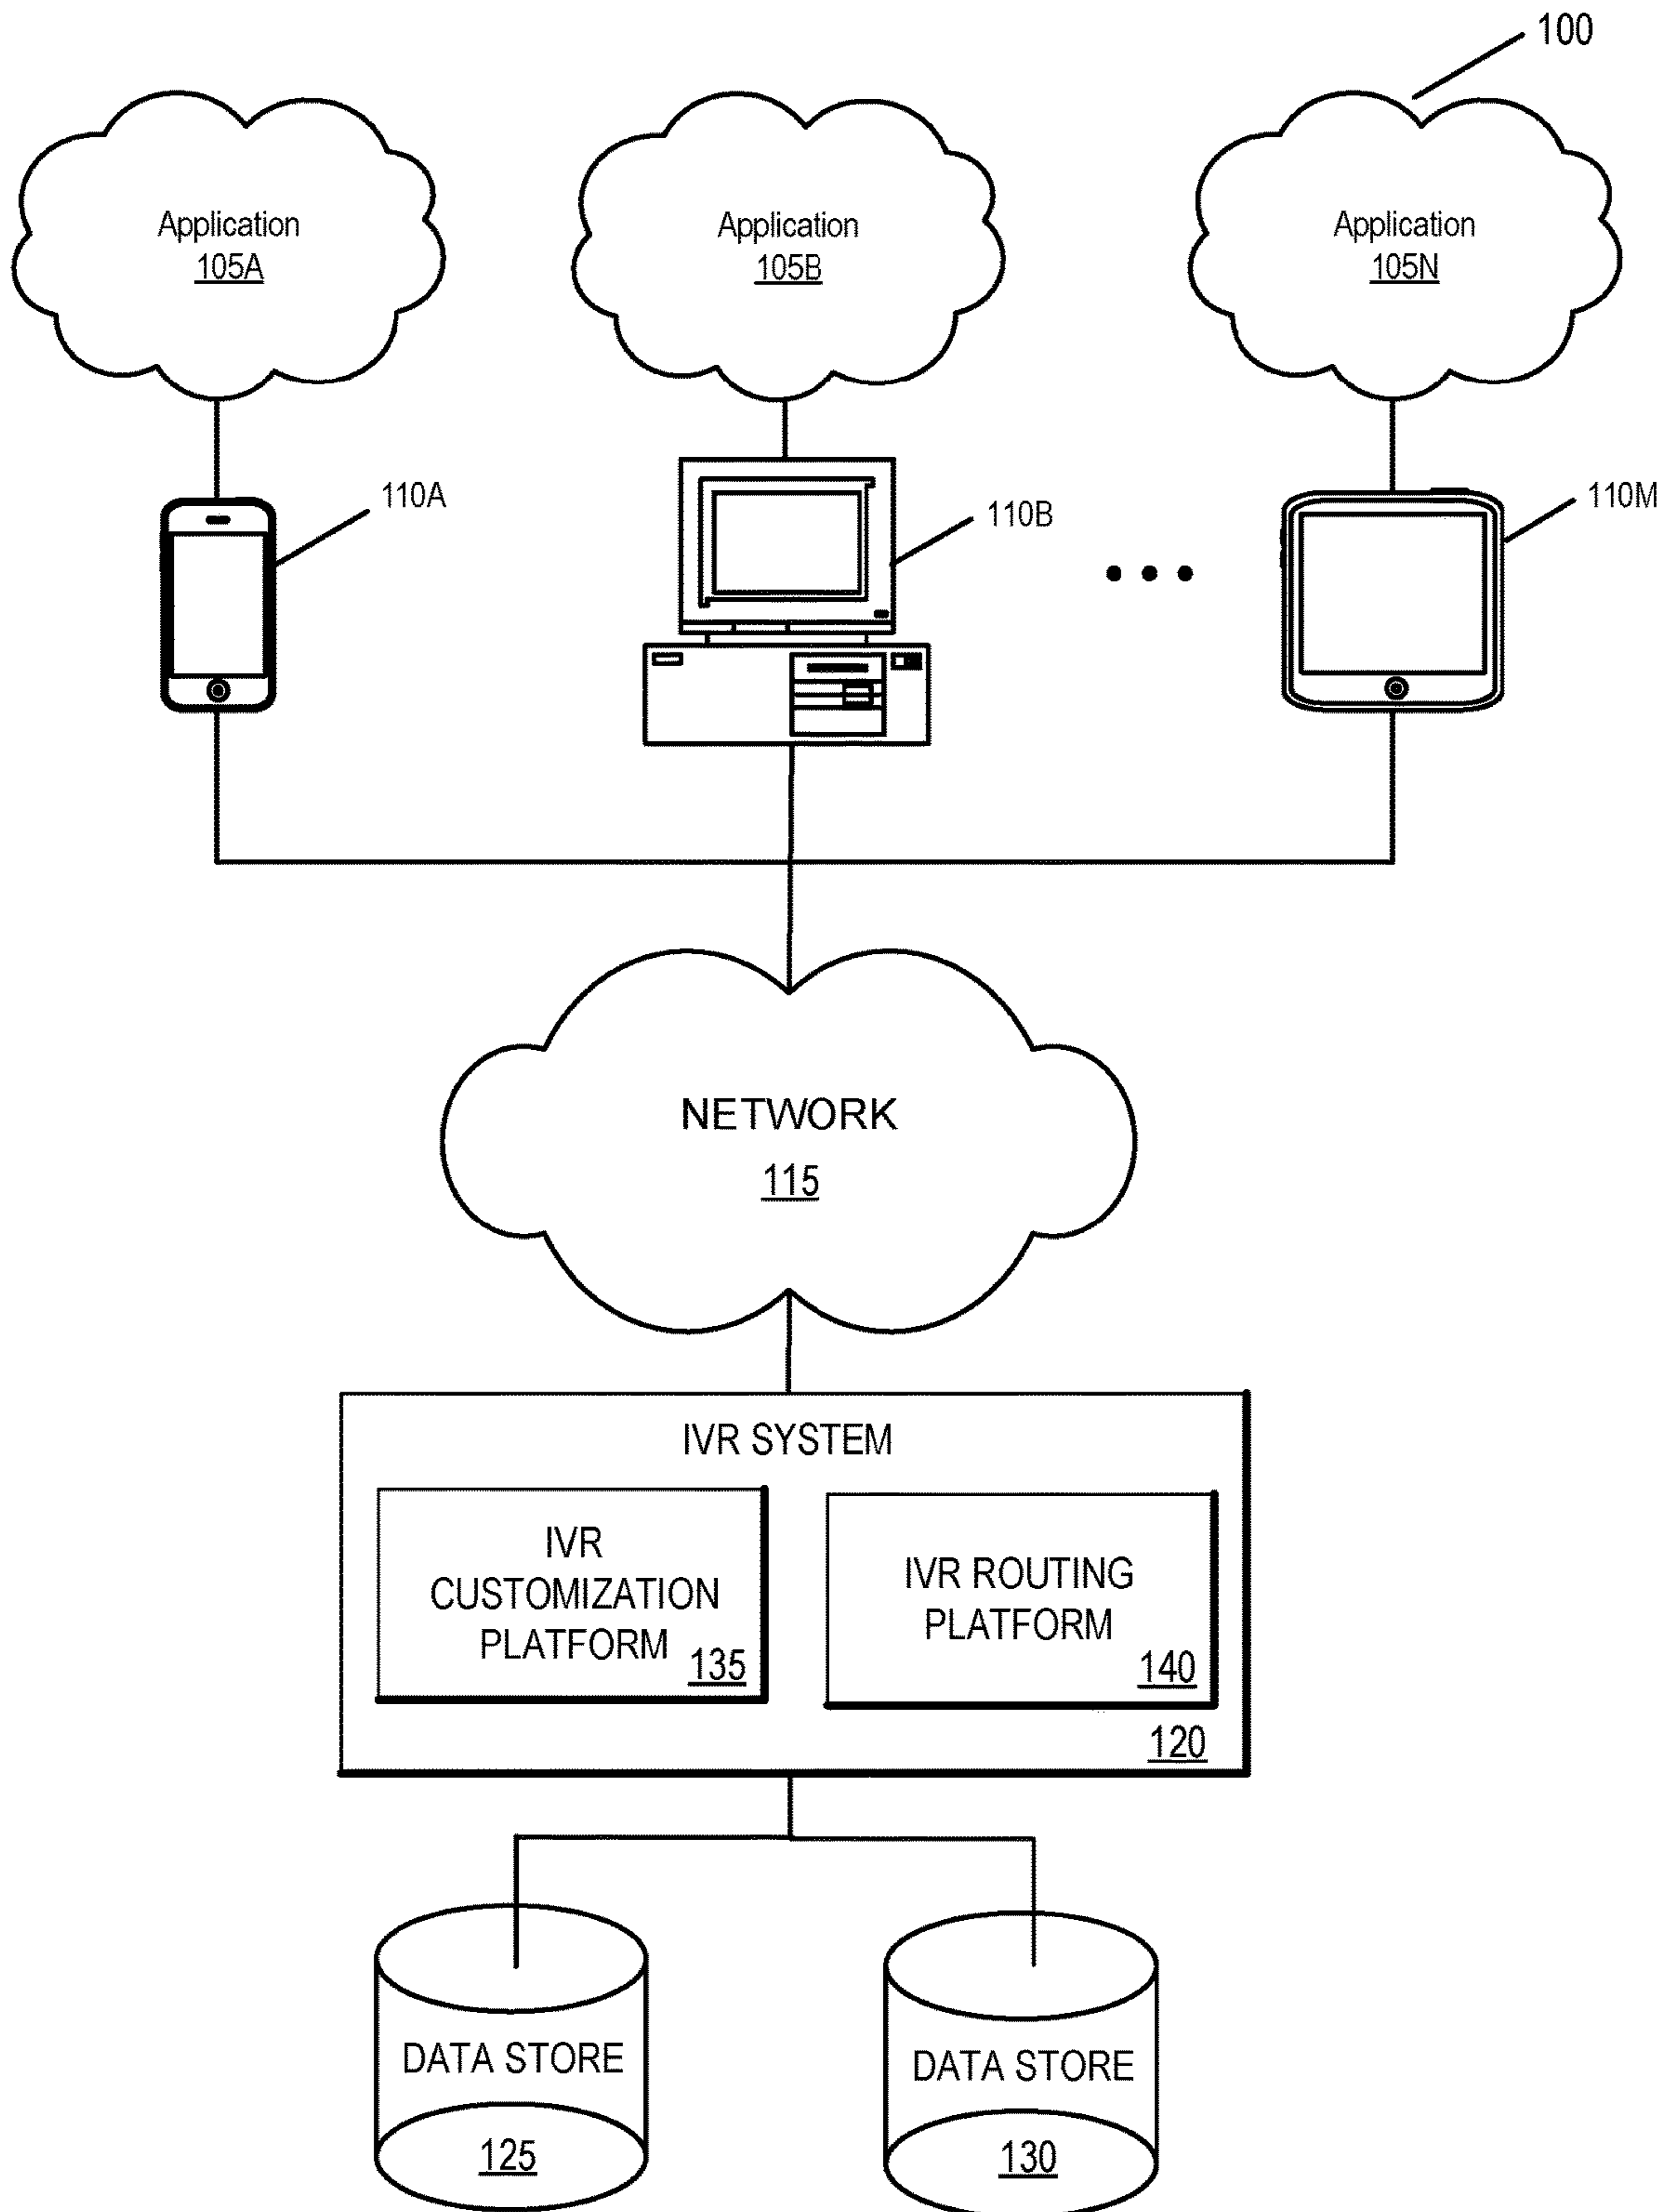 100
Application
105A
Application
105B
Application
105N
110A
110B
110M
NETWORK
115
IVR SYSTEM
IVR
CUSTOMIZATION
PLATFORM
135
IVR ROUTING
PLATFORM
140
120
DATA STORE
125
DATA STORE
130